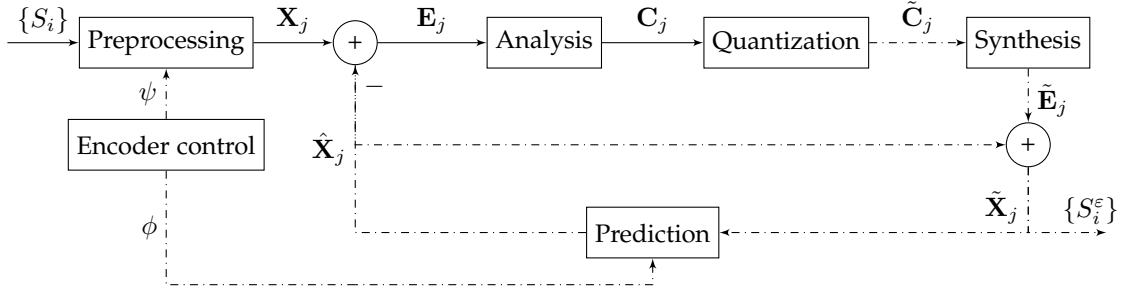 {S_i} X_j E_j C_j C̃_j
Preprocessing + Analysis Quantization Synthesis
ψ − Ẽ_j
Encoder control X̂_j +
ϕ X̃_j {S_i^ε}
Prediction